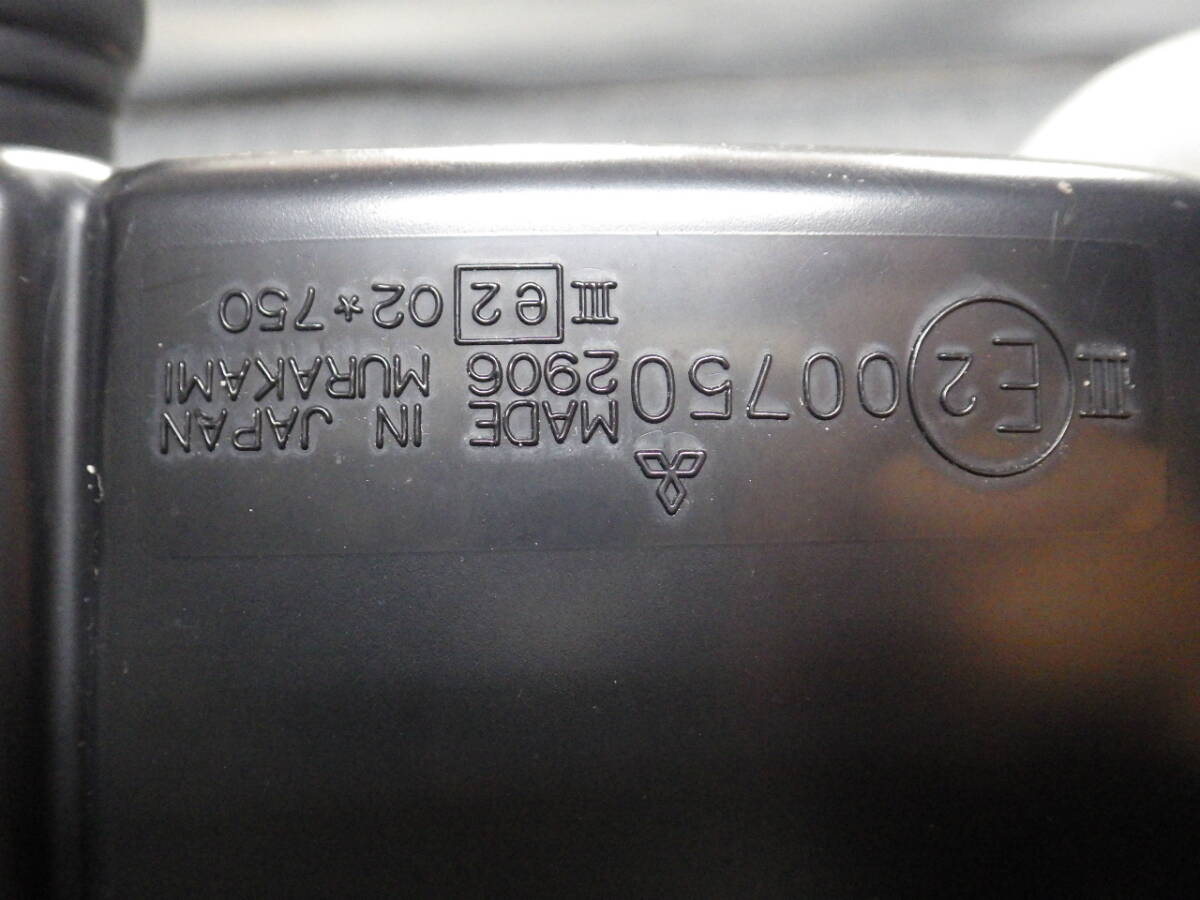 III E2 00750
MADE IN JAPAN
2906 MURAKAMI
III e2 02*750